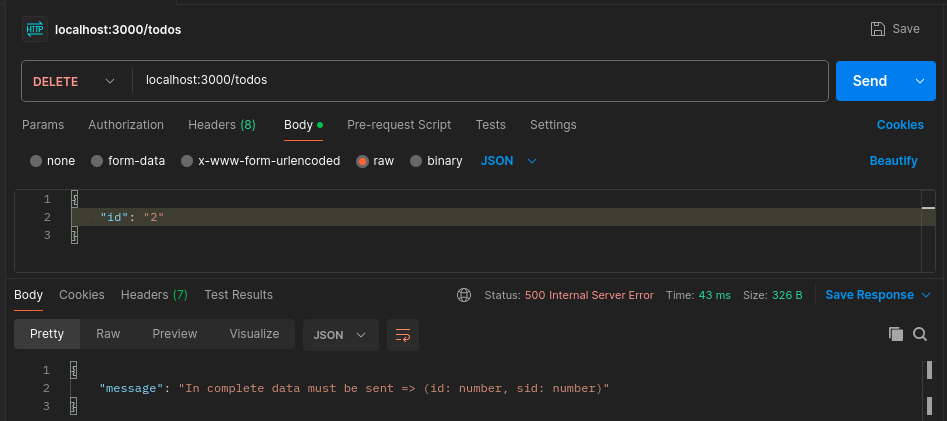 HTTP localhost:3000/todos Save
DELETE localhost:3000/todos Send
Params Authorization Headers (8) Body Pre-request Script Tests Settings Cookies
none form-data x-www-form-urlencoded raw binary JSON Beautify
1 {
2 "id": "2"
3 }
Body Cookies Headers (7) Test Results Status: 500 Internal Server Error Time: 43 ms Size: 326 B Save Response
Pretty Raw Preview Visualize JSON
1 {
2 "message": "In complete data must be sent => (id: number, sid: number)"
3 }